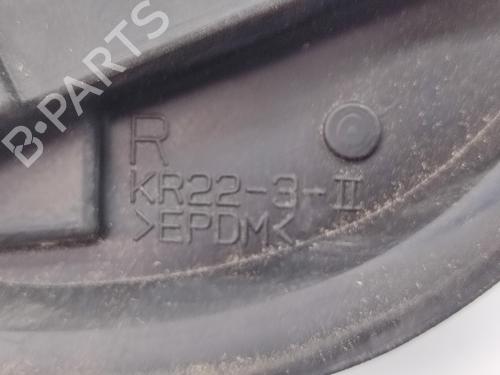 B-PARTS
R
KR22-3-II
>EPDM<